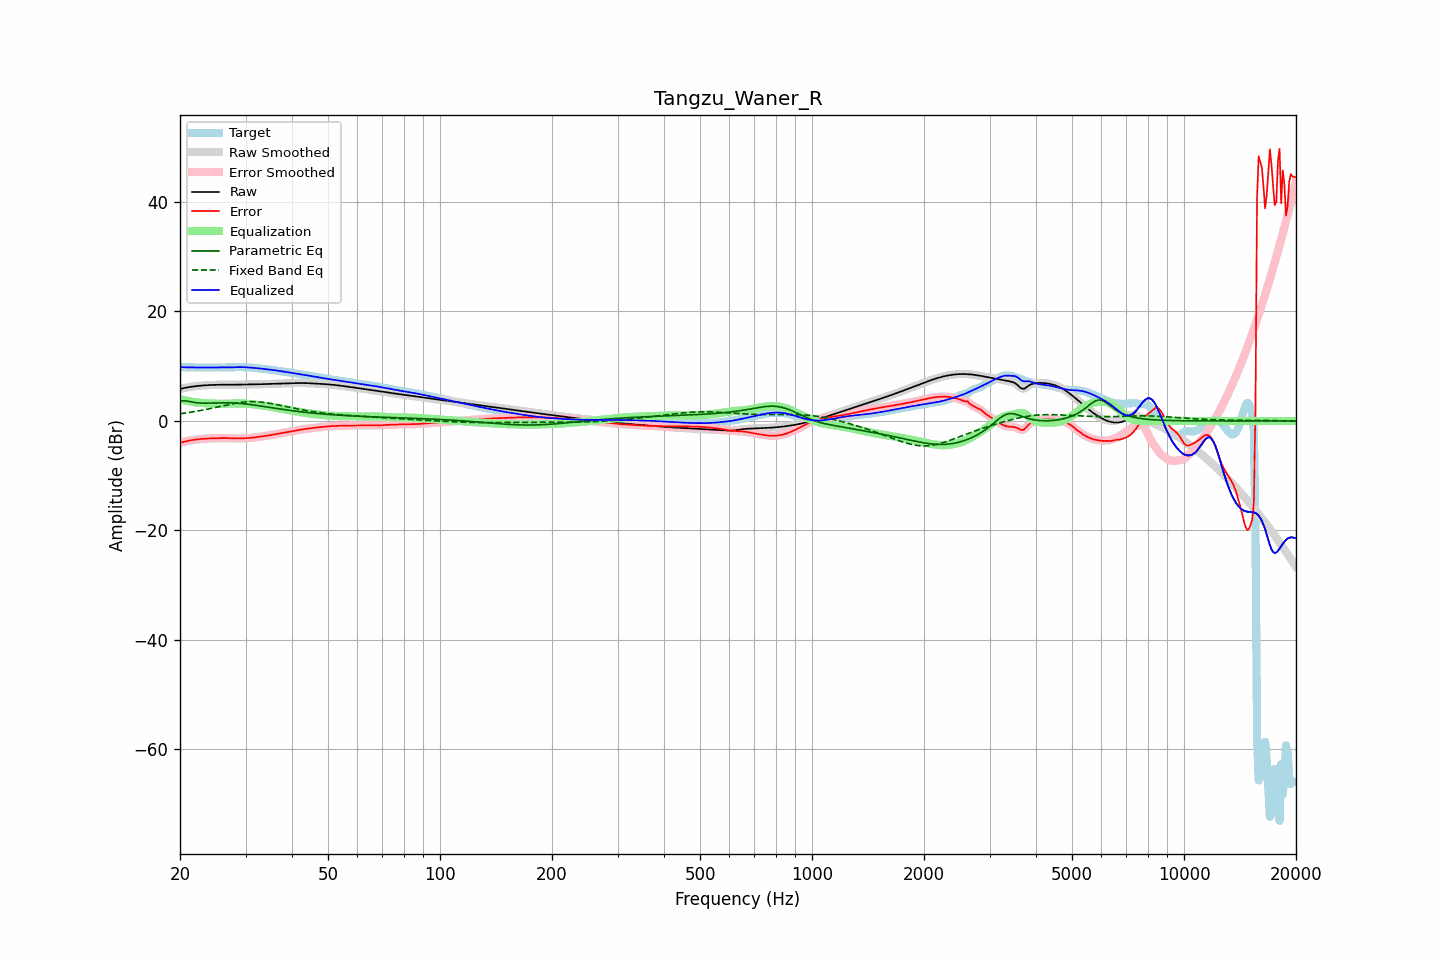 Tangzu_Waner_R
Target
Raw Smoothed
Error Smoothed
Raw
Error
Equalization
Parametric Eq
Fixed Band Eq
Equalized
40
20
0
−20
−40
−60
Amplitude (dBr)
20
50
100
200
500
1000
2000
5000
10000
20000
Frequency (Hz)